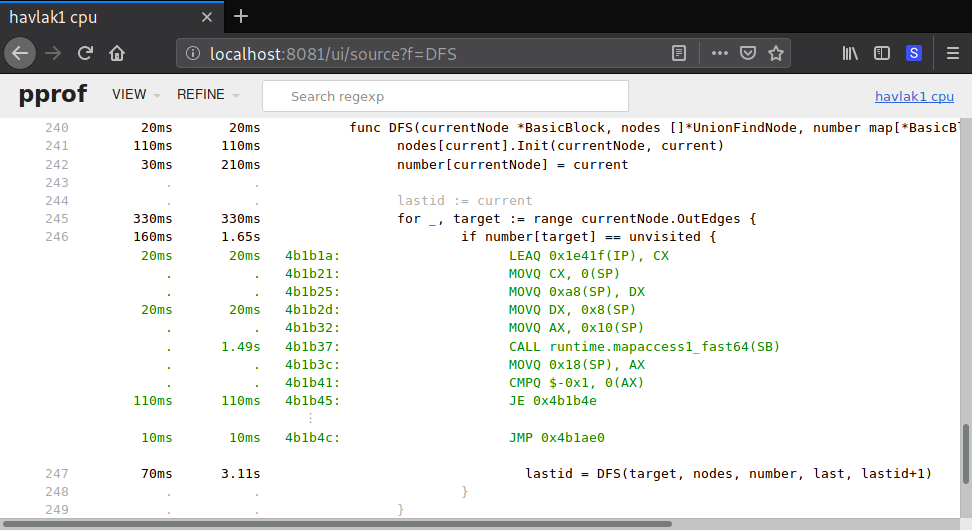 havlak1 cpu
localhost:8081/ui/source?f=DFS
S
pprof VIEW REFINE Search regexp havlak1 cpu
240 20ms 20ms func DFS(currentNode *BasicBlock, nodes []*UnionFindNode, number map[*BasicBl
241 110ms 110ms nodes[current].Init(currentNode, current)
242 30ms 210ms number[currentNode] = current
243 . .
244 . . lastid := current
245 330ms 330ms for _, target := range currentNode.OutEdges {
246 160ms 1.65s if number[target] == unvisited {
20ms 20ms 4b1b1a: LEAQ 0x1e41f(IP), CX
. . 4b1b21: MOVQ CX, 0(SP)
. . 4b1b25: MOVQ 0xa8(SP), DX
20ms 20ms 4b1b2d: MOVQ DX, 0x8(SP)
. . 4b1b32: MOVQ AX, 0x10(SP)
. 1.49s 4b1b37: CALL runtime.mapaccess1_fast64(SB)
. . 4b1b3c: MOVQ 0x18(SP), AX
. . 4b1b41: CMPQ $-0x1, 0(AX)
110ms 110ms 4b1b45: JE 0x4b1b4e
⋮
10ms 10ms 4b1b4c: JMP 0x4b1ae0
247 70ms 3.11s lastid = DFS(target, nodes, number, last, lastid+1)
248 . . }
249 . . }